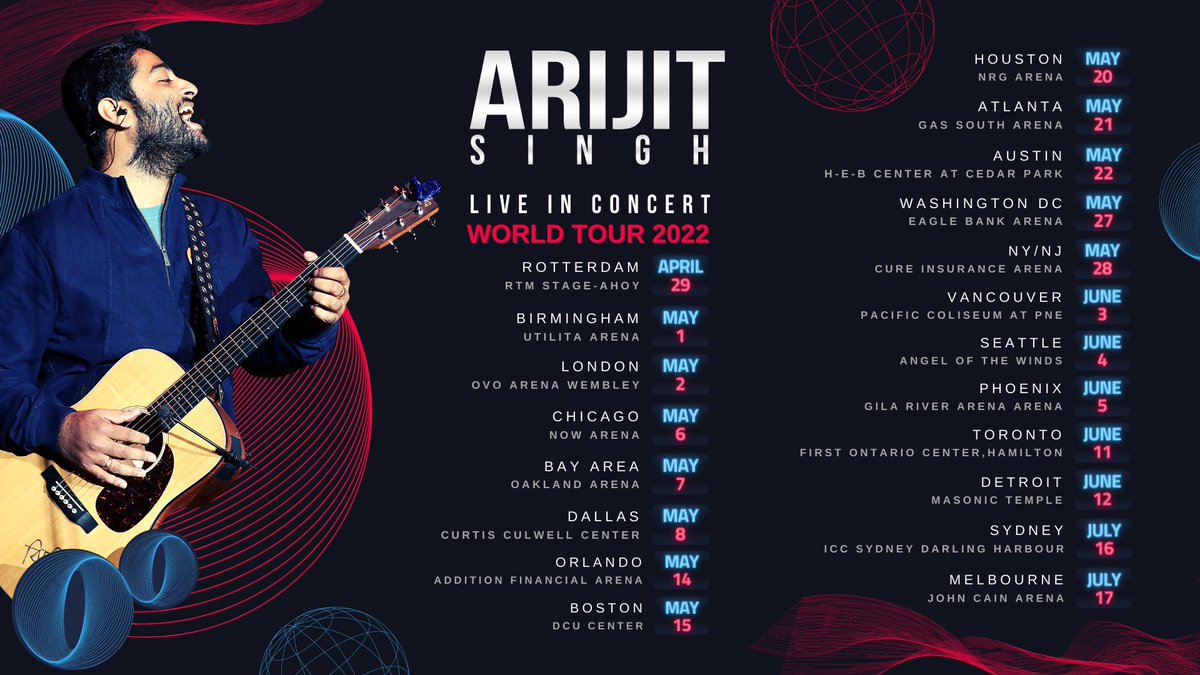 ARIJIT
SINGH
LIVE IN CONCERT
WORLD TOUR 2022
ROTTERDAM APRIL
RTM STAGE-AHOY 29
BIRMINGHAM MAY
UTILITA ARENA 1
LONDON MAY
OVO ARENA WEMBLEY 2
CHICAGO MAY
NOW ARENA 6
BAY AREA MAY
OAKLAND ARENA 7
DALLAS MAY
CURTIS CULWELL CENTER 8
ORLANDO MAY
ADDITION FINANCIAL ARENA 14
BOSTON MAY
DCU CENTER 15
HOUSTON MAY
NRG ARENA 20
ATLANTA MAY
GAS SOUTH ARENA 21
AUSTIN MAY
H-E-B CENTER AT CEDAR PARK 22
WASHINGTON DC MAY
EAGLE BANK ARENA 27
NY/NJ MAY
CURE INSURANCE ARENA 28
VANCOUVER JUNE
PACIFIC COLISEUM AT PNE 3
SEATTLE JUNE
ANGEL OF THE WINDS 4
PHOENIX JUNE
GILA RIVER ARENA ARENA 5
TORONTO JUNE
FIRST ONTARIO CENTER,HAMILTON 11
DETROIT JUNE
MASONIC TEMPLE 12
SYDNEY JULY
ICC SYDNEY DARLING HARBOUR 16
MELBOURNE JULY
JOHN CAIN ARENA 17